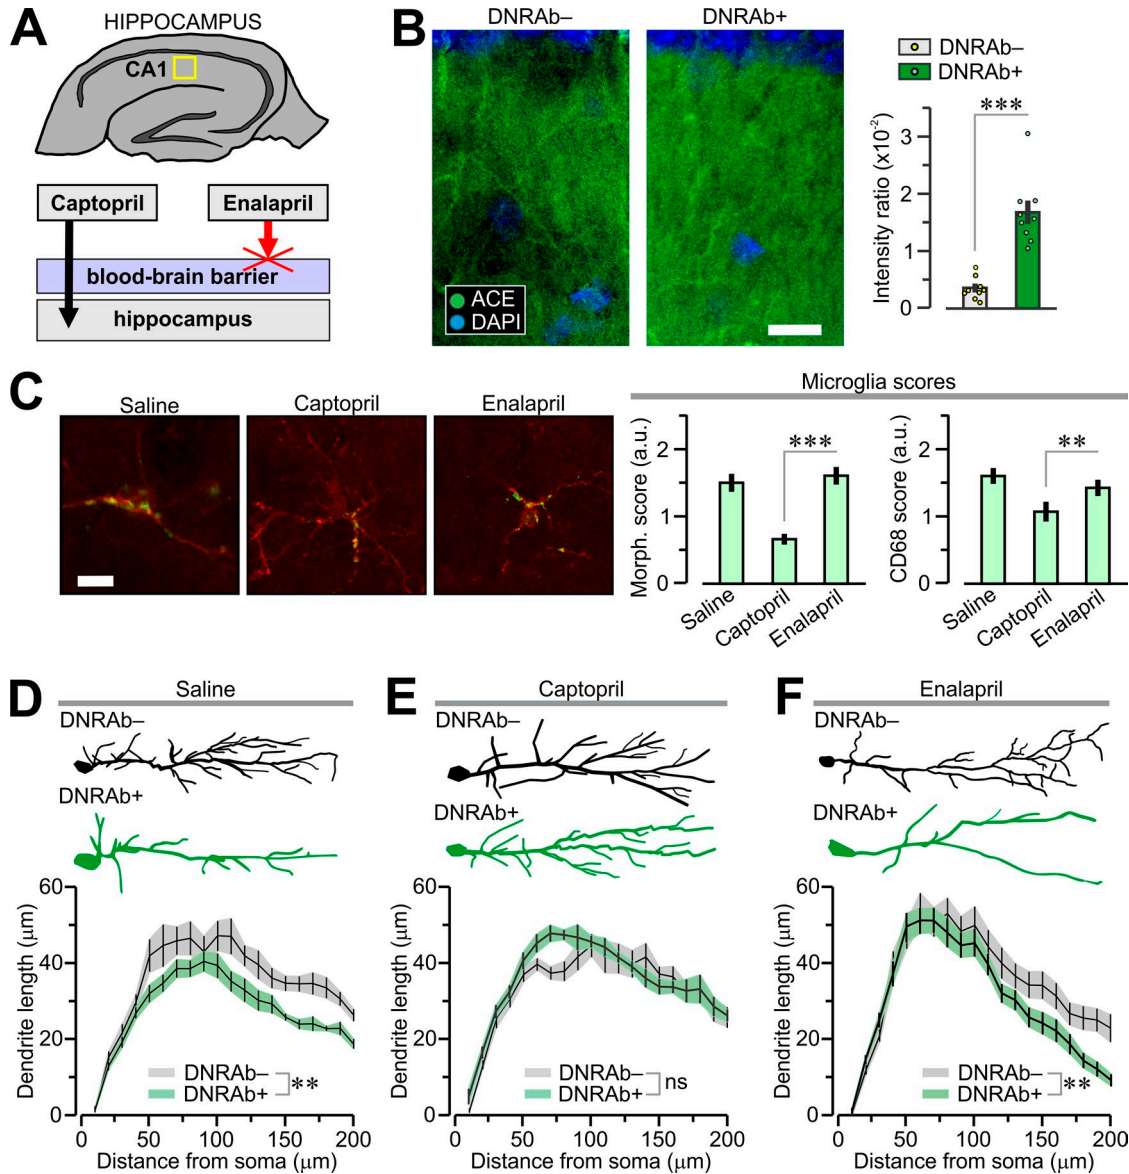 A
HIPPOCAMPUS
CA1
Captopril
Enalapril
blood-brain barrier
hippocampus
B
DNRAb–
DNRAb+
ACE
DAPI
DNRAb–
DNRAb+
***
Intensity ratio (x10⁻²)
3
2
1
0
C
Saline
Captopril
Enalapril
Microglia scores
Morph. score (a.u.)
2
1
0
***
Saline
Captopril
Enalapril
CD68 score (a.u.)
2
1
0
**
Saline
Captopril
Enalapril
D
Saline
DNRAb–
DNRAb+
Dendrite length (µm)
60
40
20
0
DNRAb–
DNRAb+
**
0 50 100 150 200
Distance from soma (µm)
E
Captopril
DNRAb–
DNRAb+
Dendrite length (µm)
60
40
20
0
DNRAb–
DNRAb+
ns
0 50 100 150 200
Distance from soma (µm)
F
Enalapril
DNRAb–
DNRAb+
Dendrite length (µm)
60
40
20
0
DNRAb–
DNRAb+
**
0 50 100 150 200
Distance from soma (µm)